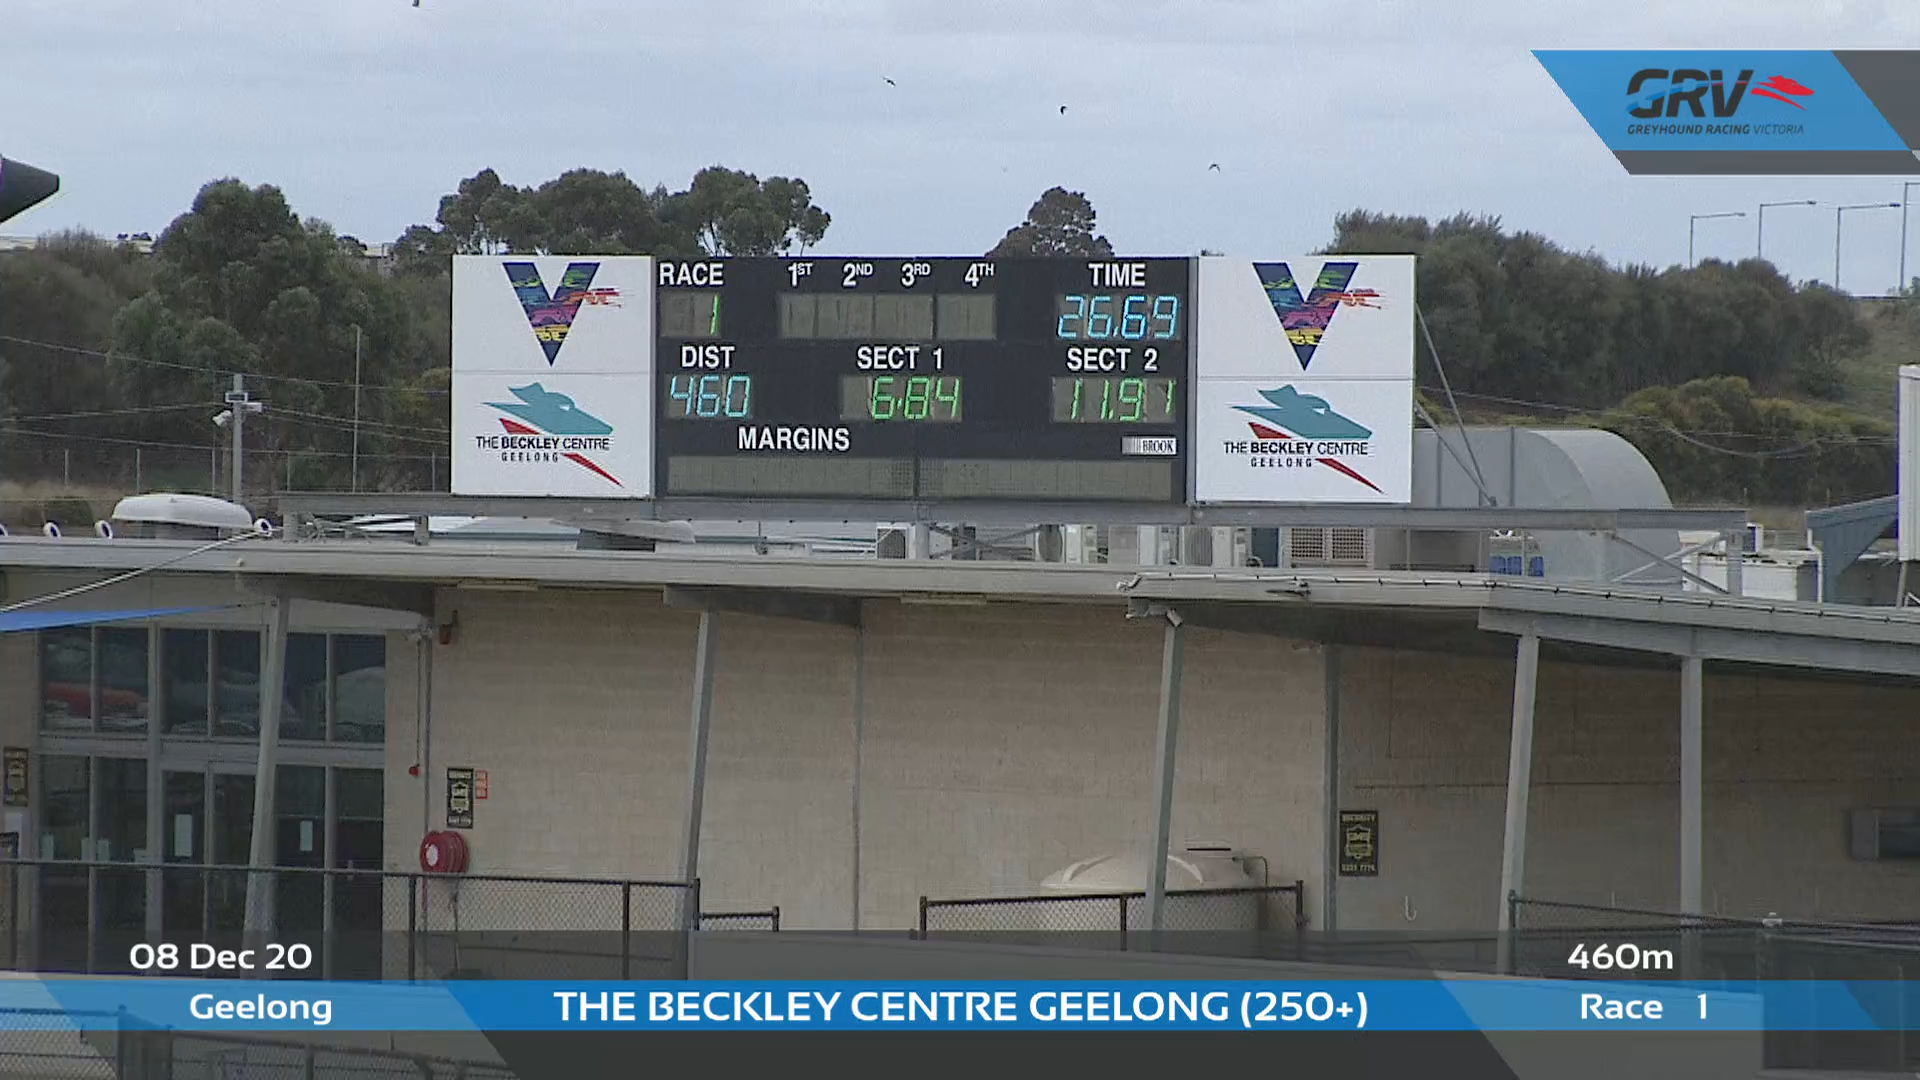 GRV
GREYHOUND RACING VICTORIA
RACE 1ST 2ND 3RD 4TH TIME
1 26.69
DIST SECT 1 SECT 2
460 6.84 11.91
MARGINS BROOK
THE BECKLEY CENTRE
GEELONG
THE BECKLEY CENTRE
GEELONG
SECURITY
08 Dec 20 460m
Geelong THE BECKLEY CENTRE GEELONG (250+) Race 1